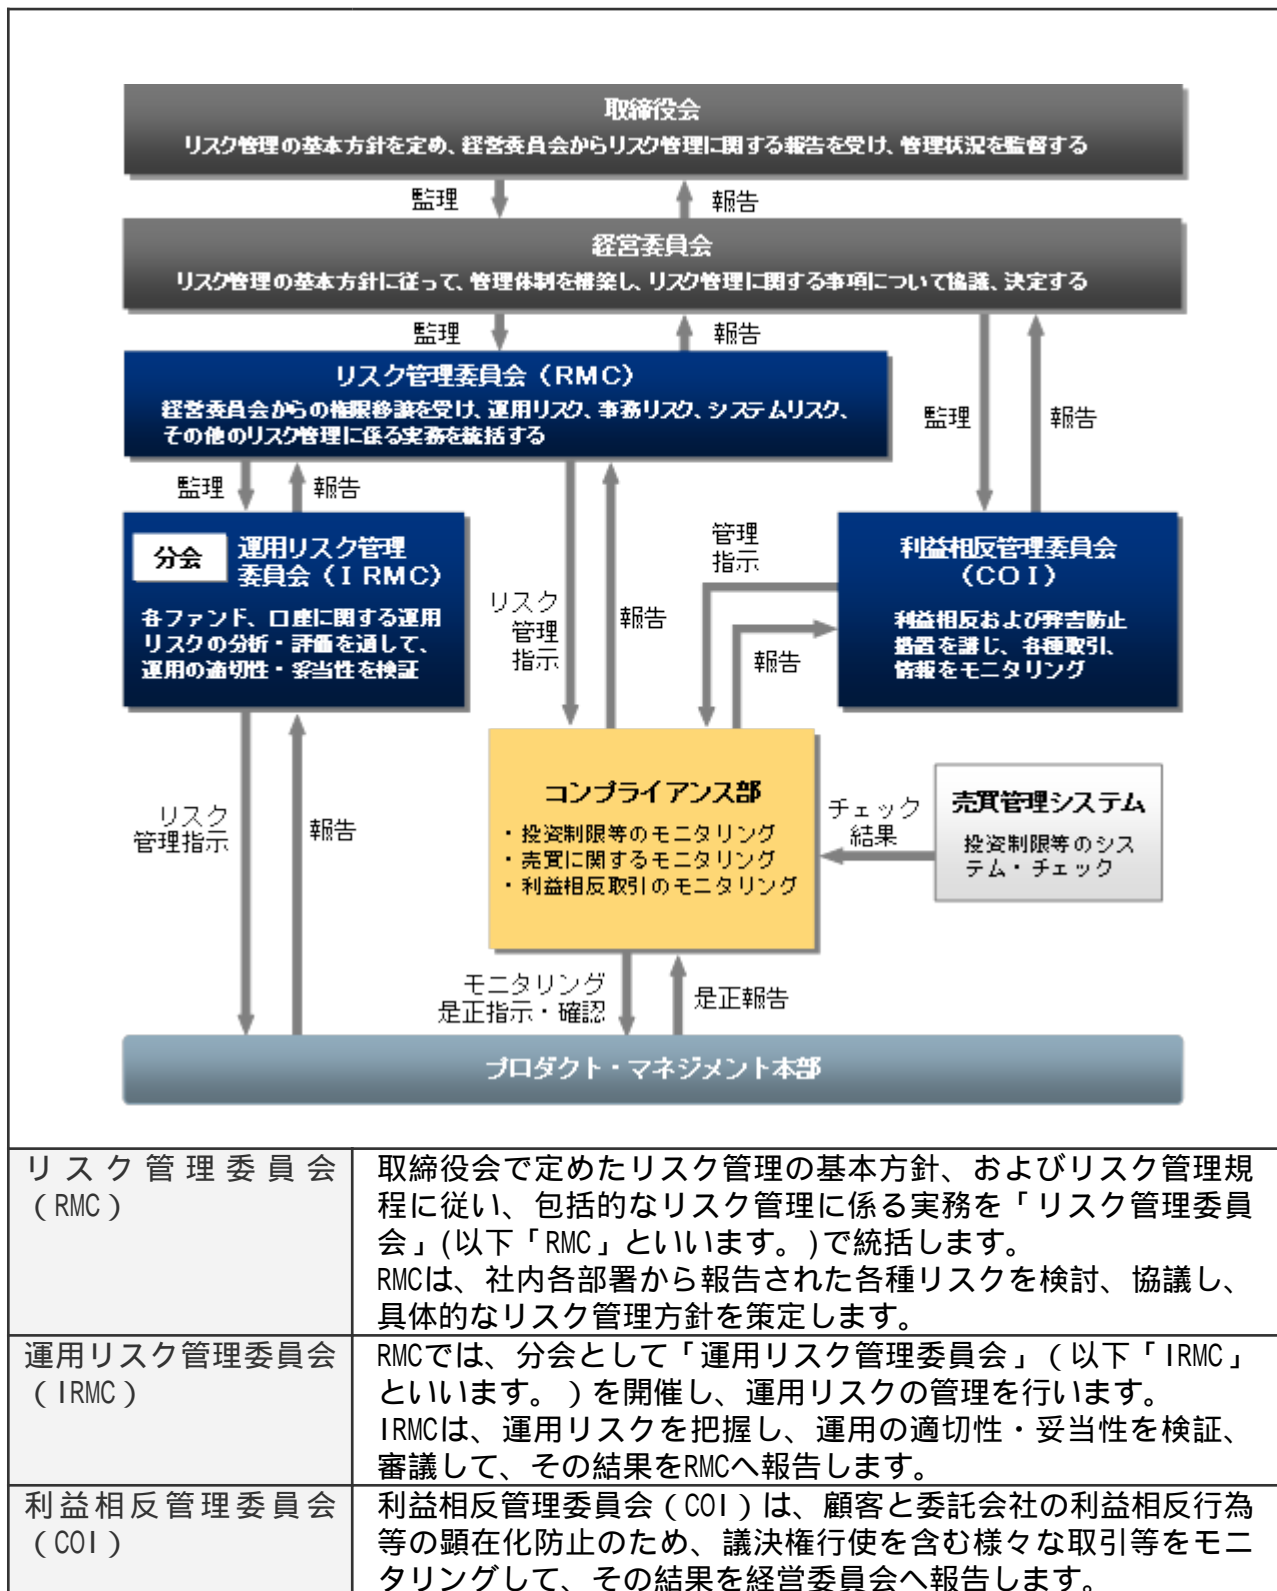 取締役会
リスク管理の基本方針を定め、経営委員会からリスク管理に関する報告を受け、管理状況を監督する
監理
報告
経営委員会
リスク管理の基本方針に従って、管理体制を構築し、リスク管理に関する事項について協議、決定する
監理
報告
リスク管理委員会（RMC）
経営委員会からの権限移譲を受け、運用リスク、事務リスク、システムリスク、
その他のリスク管理に係る実務を統括する
監理
報告
監理
報告
分会
運用リスク管理
委員会（IRMC）
各ファンド、口座に関する運用
リスクの分析・評価を通して、
運用の適切性・妥当性を検証
リスク
管理
指示
報告
管理
指示
報告
利益相反管理委員会
（COI）
利益相反および弊害防止
措置を講じ、各種取引、
情報をモニタリング
リスク
管理指示
報告
コンプライアンス部
・投資制限等のモニタリング
・売買に関するモニタリング
・利益相反取引のモニタリング
チェック
結果
売買管理システム
投資制限等のシス
テム・チェック
モニタリング
是正指示・確認
是正報告
プロダクト・マネジメント本部
リスク管理委員会
（RMC）
取締役会で定めたリスク管理の基本方針、およびリスク管理規
程に従い、包括的なリスク管理に係る実務を「リスク管理委員
会」(以下「RMC」といいます。)で統括します。
RMCは、社内各部署から報告された各種リスクを検討、協議し、
具体的なリスク管理方針を策定します。
運用リスク管理委員会
（IRMC）
RMCでは、分会として「運用リスク管理委員会」（以下「IRMC」
といいます。）を開催し、運用リスクの管理を行います。
IRMCは、運用リスクを把握し、運用の適切性・妥当性を検証、
審議して、その結果をRMCへ報告します。
利益相反管理委員会
（COI）
利益相反管理委員会（COI）は、顧客と委託会社の利益相反行為
等の顕在化防止のため、議決権行使を含む様々な取引等をモニ
タリングして、その結果を経営委員会へ報告します。